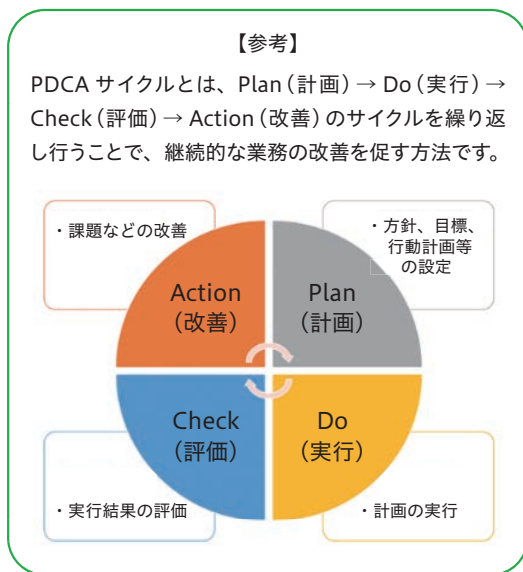 【参考】
PDCA サイクルとは、Plan（計画）→ Do（実行）→
Check（評価）→ Action（改善）のサイクルを繰り返
し行うことで、継続的な業務の改善を促す方法です。
・課題などの改善
・方針、目標、
行動計画等
の設定
Action
（改善）
Plan
（計画）
Check
（評価）
Do
（実行）
・実行結果の評価
・計画の実行